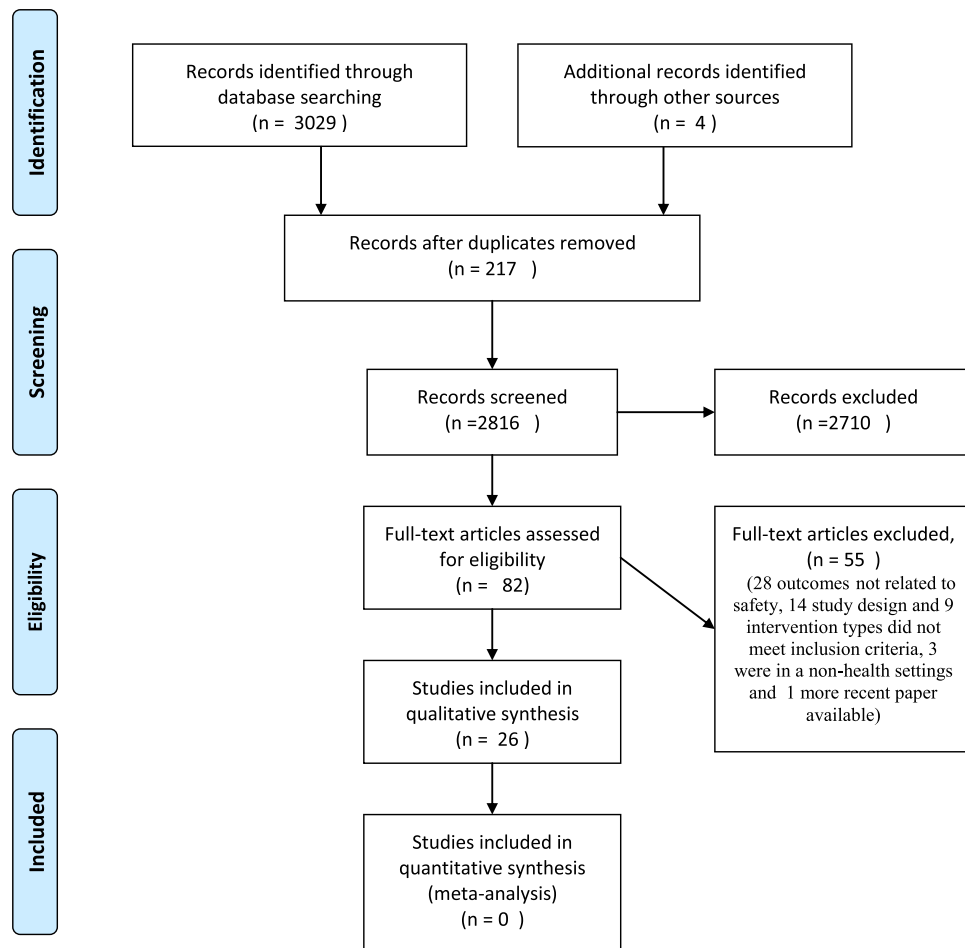 Identification
Records identified through
database searching
(n = 3029 )
Additional records identified
through other sources
(n = 4 )
Screening
Records after duplicates removed
(n = 217 )
Records screened
(n =2816 )
Records excluded
(n =2710 )
Eligibility
Full-text articles assessed
for eligibility
(n = 82)
Full-text articles excluded,
(n = 55 )
(28 outcomes not related to
safety, 14 study design and 9
intervention types did not
meet inclusion criteria, 3
were in a non-health settings
and 1 more recent paper
available)
Studies included in
qualitative synthesis
(n = 26 )
Included
Studies included in
quantitative synthesis
(meta-analysis)
(n = 0 )